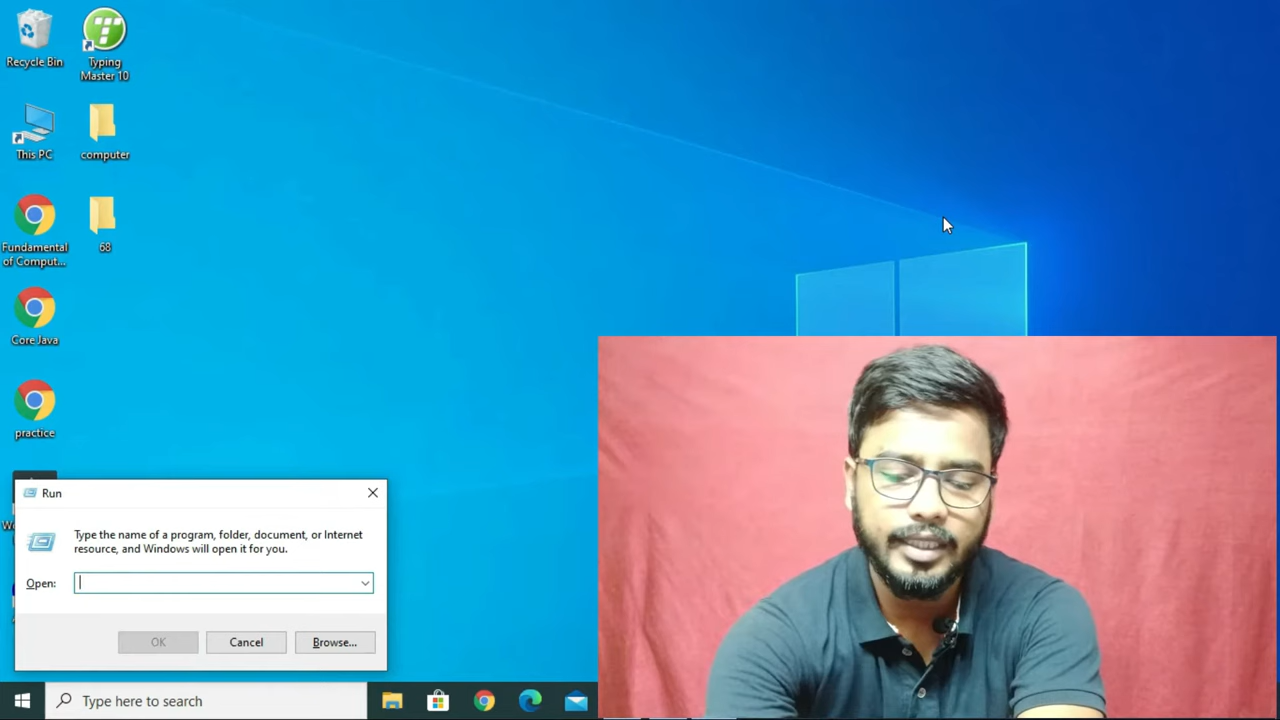 Recycle Bin
Typing
Master 10
This PC
computer
Fundamental
of Comput...
68
Core Java
practice
Run
Type the name of a program, folder, document, or Internet
resource, and Windows will open it for you.
Open:
OK
Cancel
Browse...
Type here to search